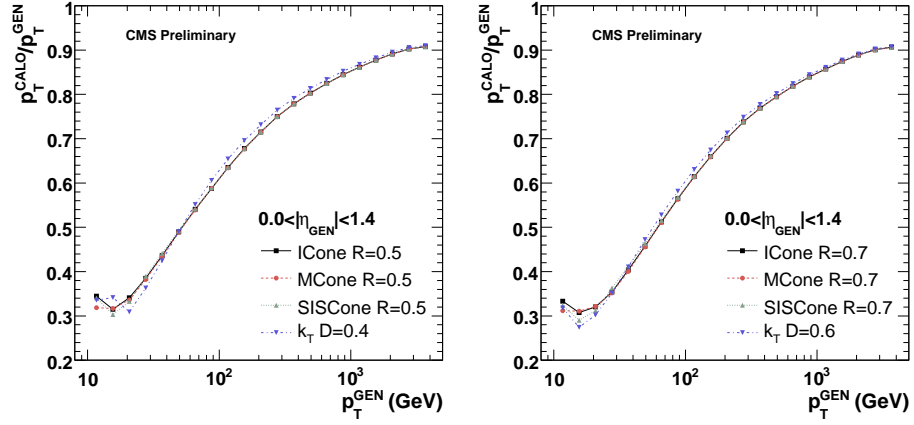 CMS Preliminary
p_T^CALO/p_T^GEN
1
0.9
0.8
0.7
0.6
0.5
0.4
0.3
0.2
0.0<|η_GEN|<1.4
ICone R=0.5
MCone R=0.5
SISCone R=0.5
k_T D=0.4
10 10² 10³
p_T^GEN (GeV)
CMS Preliminary
p_T^CALO/p_T^GEN
1
0.9
0.8
0.7
0.6
0.5
0.4
0.3
0.2
0.0<|η_GEN|<1.4
ICone R=0.7
MCone R=0.7
SISCone R=0.7
k_T D=0.6
10 10² 10³
p_T^GEN (GeV)